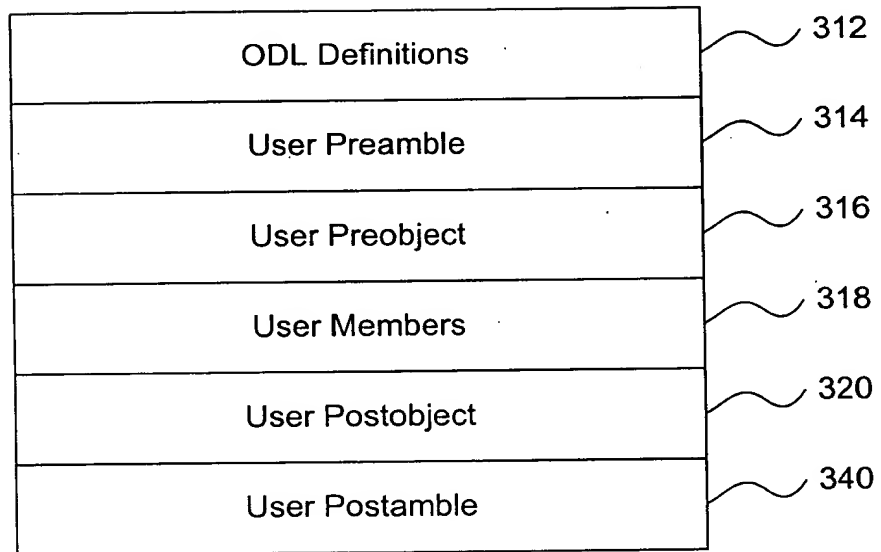 ODL Definitions 312
User Preamble 314
User Preobject 316
User Members 318
User Postobject 320
User Postamble 340